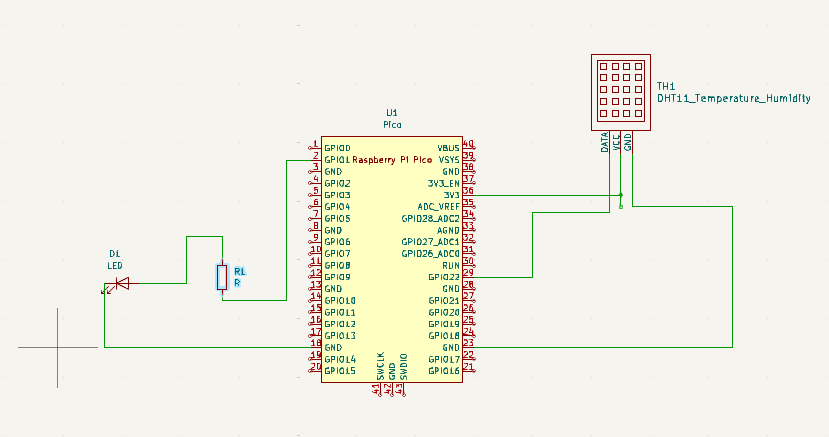 TH1
DHT11_Temperature_Humidity
DATA
VCC
GND
U1
Pico
Raspberry Pi Pico
1 GPIO0
2 GPIO1
3 GND
4 GPIO2
5 GPIO3
6 GPIO4
7 GPIO5
8 GND
9 GPIO6
10 GPIO7
11 GPIO8
12 GPIO9
13 GND
14 GPIO10
15 GPIO11
16 GPIO12
17 GPIO13
18 GND
19 GPIO14
20 GPIO15
VBUS 40
VSYS 39
GND 38
3V3_EN 37
3V3 36
ADC_VREF 35
GPIO28_ADC2 34
AGND 33
GPIO27_ADC1 32
GPIO26_ADC0 31
RUN 30
GPIO22 29
GND 28
GPIO21 27
GPIO20 26
GPIO19 25
GPIO18 24
GND 23
GPIO17 22
GPIO16 21
SWCLK 41
GND 42
SWDIO 43
D1
LED
R1
R